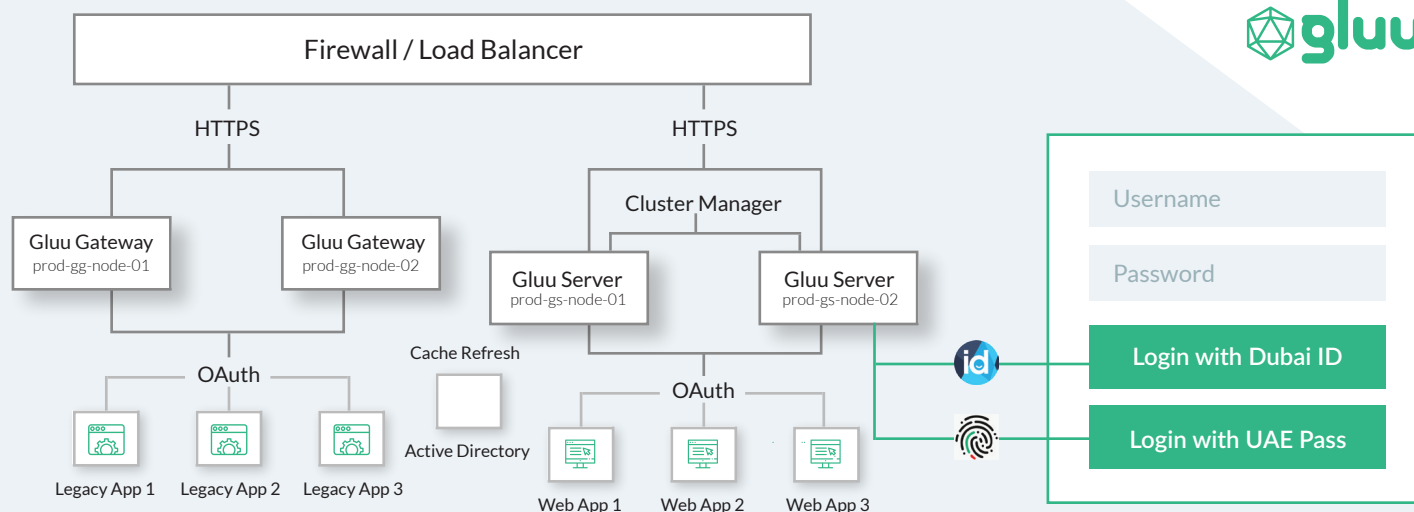 Firewall / Load Balancer
gluu
HTTPS
HTTPS
Cluster Manager
Gluu Gateway
prod-gg-node-01
Gluu Gateway
prod-gg-node-02
Gluu Server
prod-gs-node-01
Gluu Server
prod-gs-node-02
Username
Password
id
Login with Dubai ID
Login with UAE Pass
Cache Refresh
Active Directory
OAuth
OAuth
Legacy App 1
Legacy App 2
Legacy App 3
Web App 1
Web App 2
Web App 3